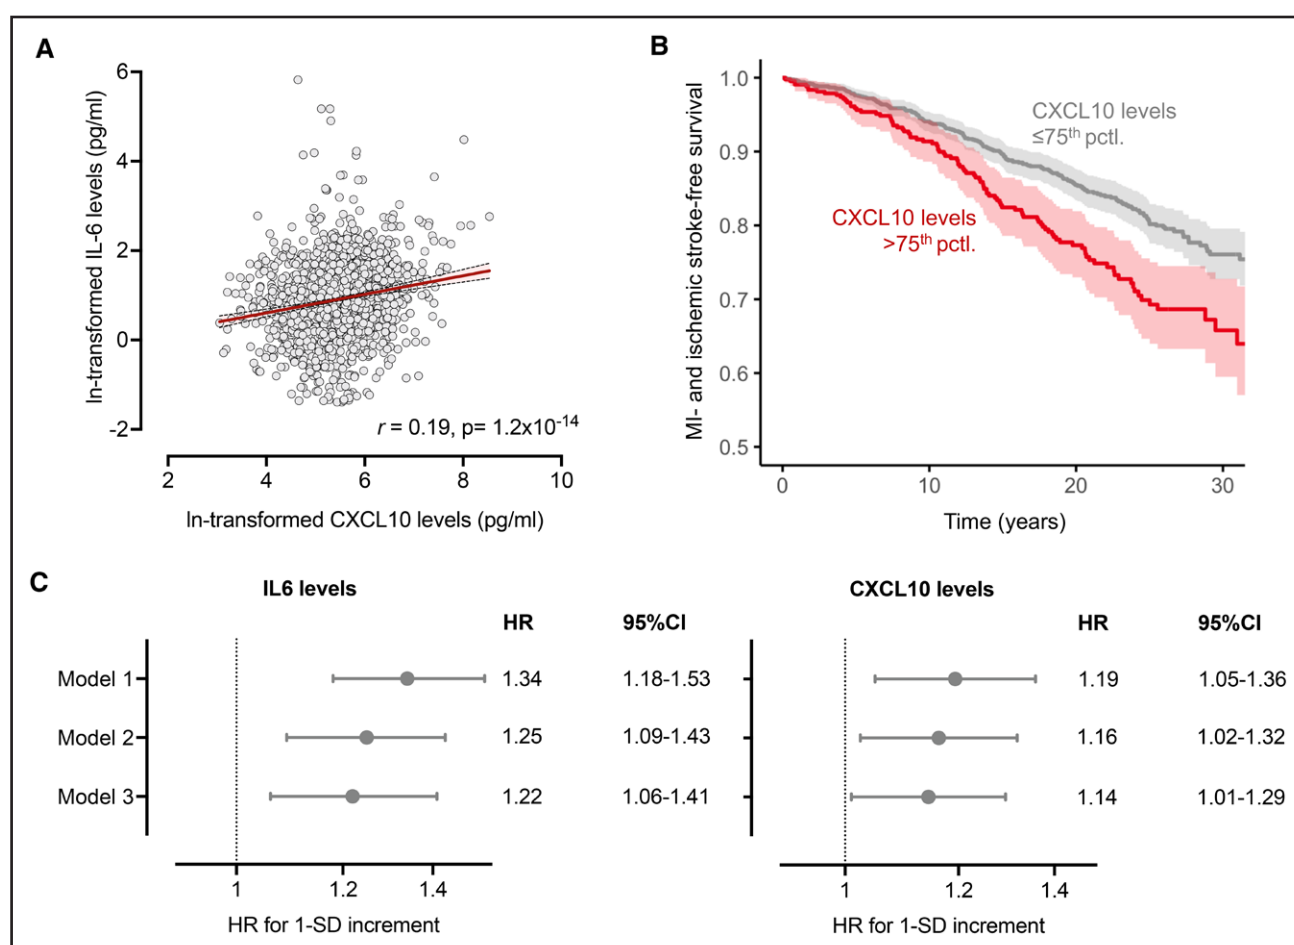 A
ln-transformed IL-6 levels (pg/ml)
6
4
2
0
-2
r = 0.19, p= 1.2x10-14
2 4 6 8 10
ln-transformed CXCL10 levels (pg/ml)
B
MI- and ischemic stroke-free survival
1.0
0.9
0.8
0.7
0.6
0.5
CXCL10 levels
≤75th pctl.
CXCL10 levels
>75th pctl.
0 10 20 30
Time (years)
C
IL6 levels
HR 95%CI
Model 1 1.34 1.18-1.53
Model 2 1.25 1.09-1.43
Model 3 1.22 1.06-1.41
1 1.2 1.4
HR for 1-SD increment
CXCL10 levels
HR 95%CI
1.19 1.05-1.36
1.16 1.02-1.32
1.14 1.01-1.29
1 1.2 1.4
HR for 1-SD increment